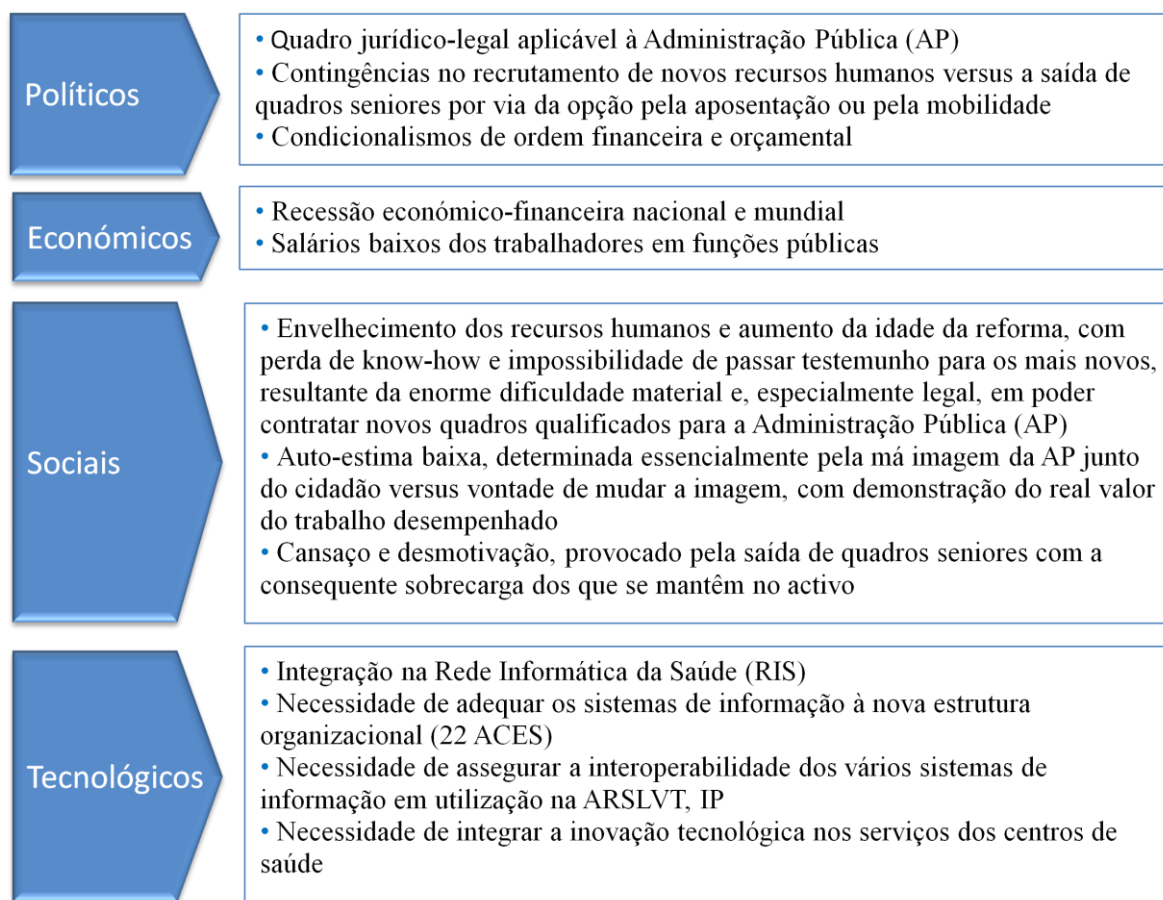 Políticos
• Quadro jurídico-legal aplicável à Administração Pública (AP)
• Contingências no recrutamento de novos recursos humanos versus a saída de
quadros seniores por via da opção pela aposentação ou pela mobilidade
• Condicionalismos de ordem financeira e orçamental
Económicos
• Recessão económico-financeira nacional e mundial
• Salários baixos dos trabalhadores em funções públicas
Sociais
• Envelhecimento dos recursos humanos e aumento da idade da reforma, com
perda de know-how e impossibilidade de passar testemunho para os mais novos,
resultante da enorme dificuldade material e, especialmente legal, em poder
contratar novos quadros qualificados para a Administração Pública (AP)
• Auto-estima baixa, determinada essencialmente pela má imagem da AP junto
do cidadão versus vontade de mudar a imagem, com demonstração do real valor
do trabalho desempenhado
• Cansaço e desmotivação, provocado pela saída de quadros seniores com a
consequente sobrecarga dos que se mantêm no activo
Tecnológicos
• Integração na Rede Informática da Saúde (RIS)
• Necessidade de adequar os sistemas de informação à nova estrutura
organizacional (22 ACES)
• Necessidade de assegurar a interoperabilidade dos vários sistemas de
informação em utilização na ARSLVT, IP
• Necessidade de integrar a inovação tecnológica nos serviços dos centros de
saúde